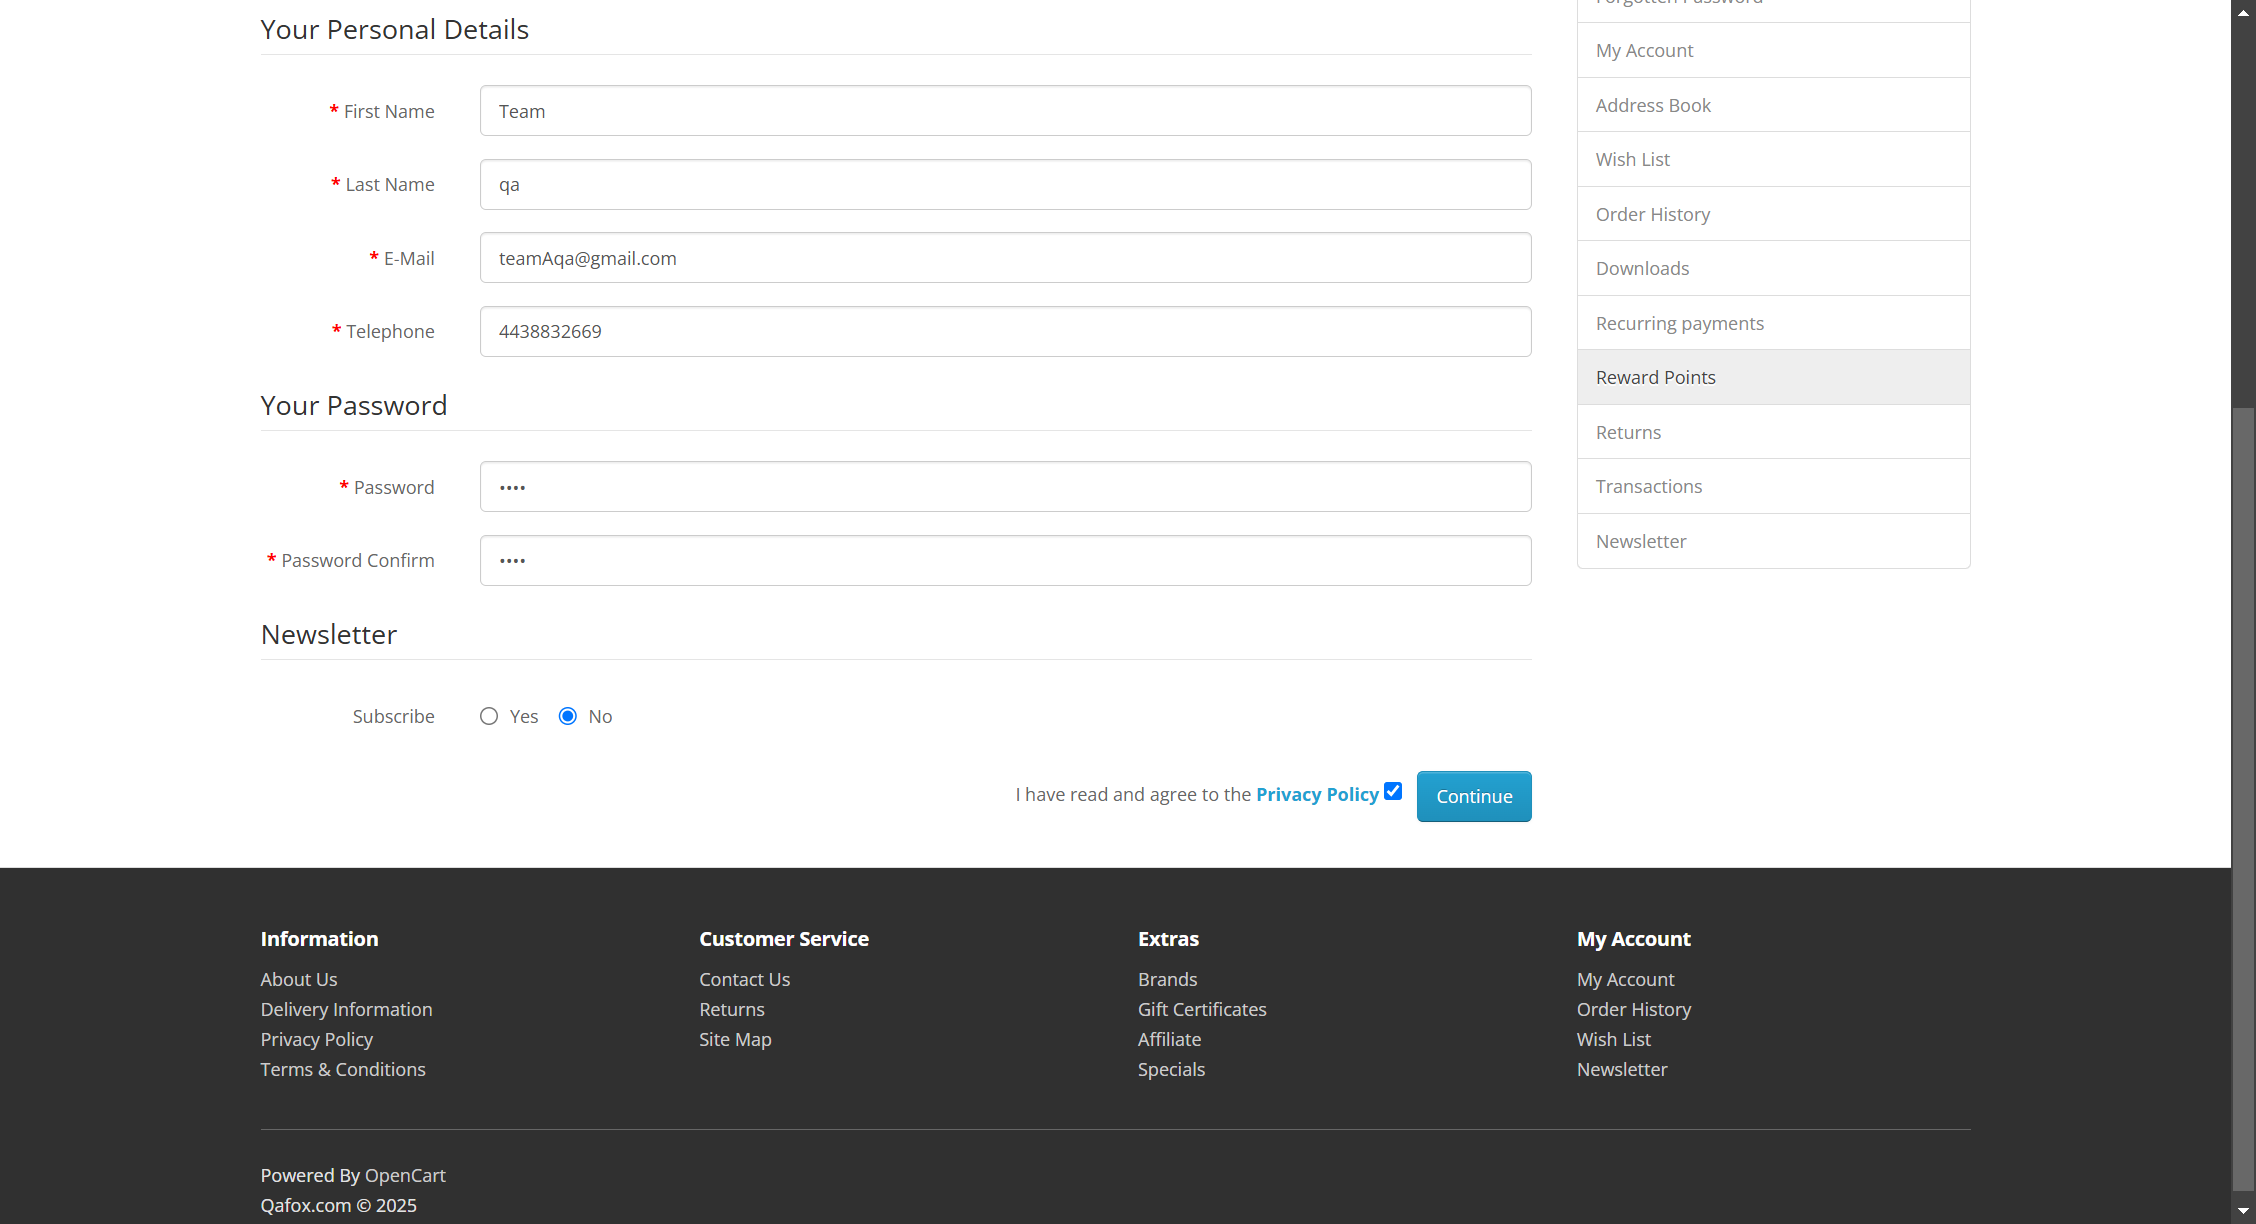 Your Personal Details
* First Name
Team
* Last Name
qa
* E-Mail
teamAqa@gmail.com
* Telephone
4438832669
Your Password
* Password
••••
* Password Confirm
••••
Newsletter
Subscribe
Yes
No
I have read and agree to the Privacy Policy
Continue
Forgotten Password
My Account
Address Book
Wish List
Order History
Downloads
Recurring payments
Reward Points
Returns
Transactions
Newsletter
Information
About Us
Delivery Information
Privacy Policy
Terms & Conditions
Customer Service
Contact Us
Returns
Site Map
Extras
Brands
Gift Certificates
Affiliate
Specials
My Account
My Account
Order History
Wish List
Newsletter
Powered By OpenCart
Qafox.com © 2025